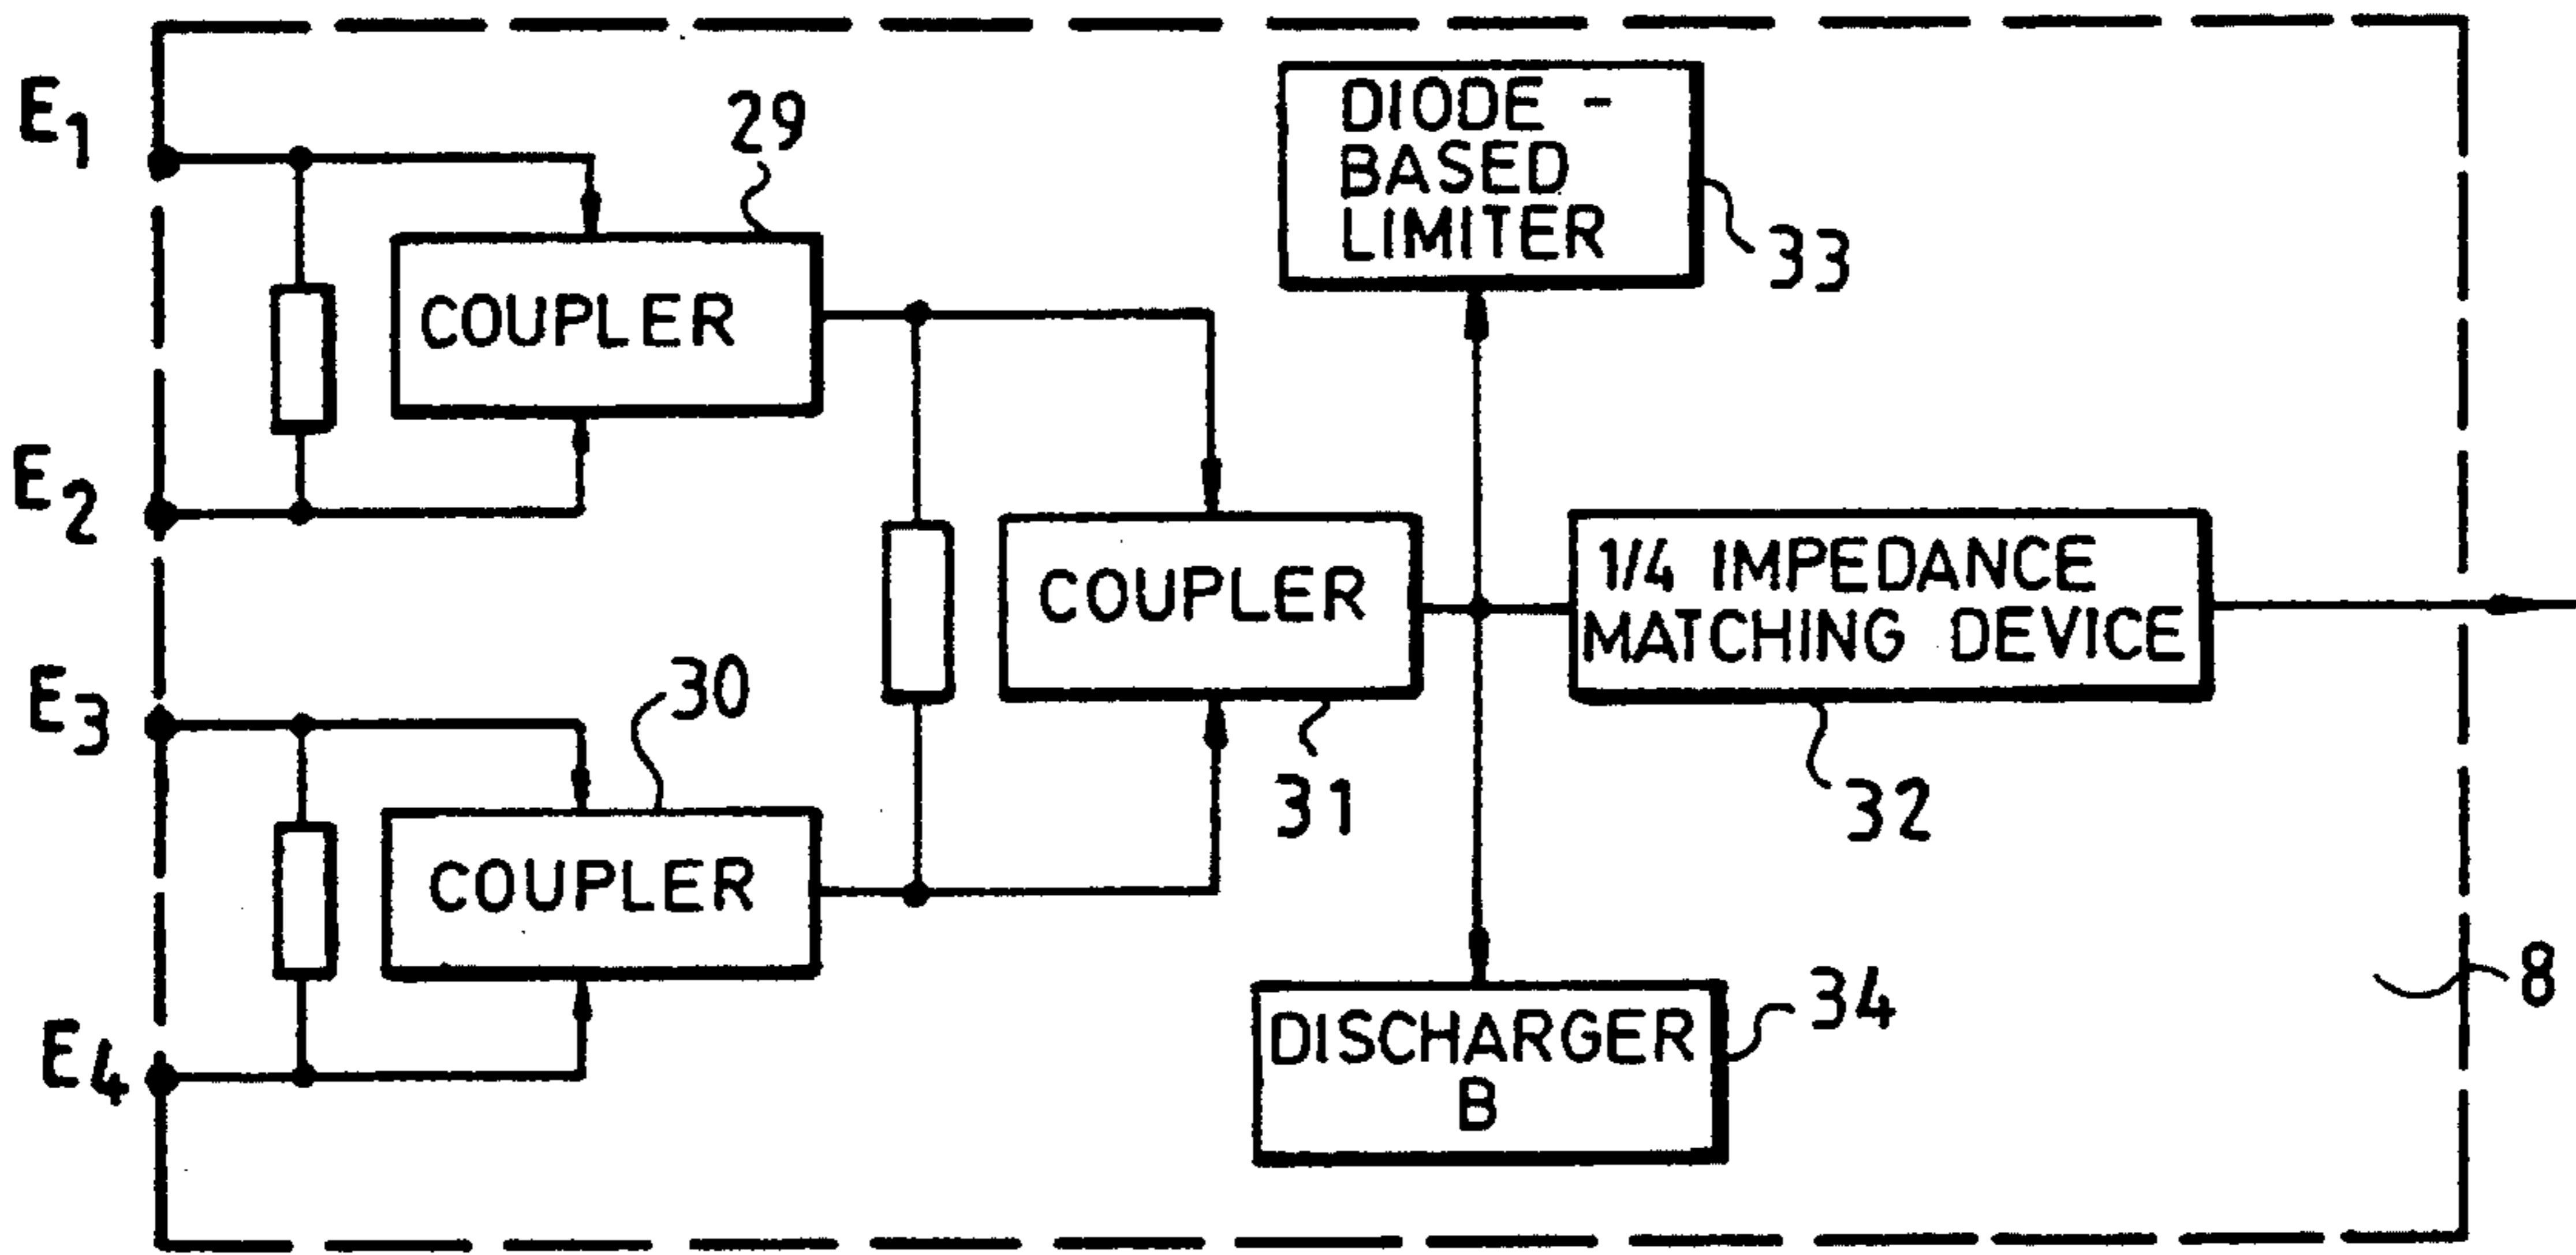 E1
29
DIODE -
BASED
LIMITER
33
COUPLER
E2
COUPLER
1/4 IMPEDANCE
MATCHING DEVICE
E3
30
31
32
COUPLER
34
8
E4
DISCHARGER
B